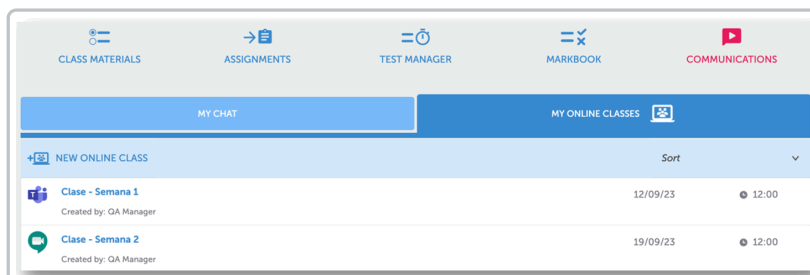 CLASS MATERIALS
ASSIGNMENTS
TEST MANAGER
MARKBOOK
COMMUNICATIONS
MY CHAT
MY ONLINE CLASSES
NEW ONLINE CLASS
Sort
Clase - Semana 1
12/09/23
12:00
Created by: QA Manager
Clase - Semana 2
19/09/23
12:00
Created by: QA Manager